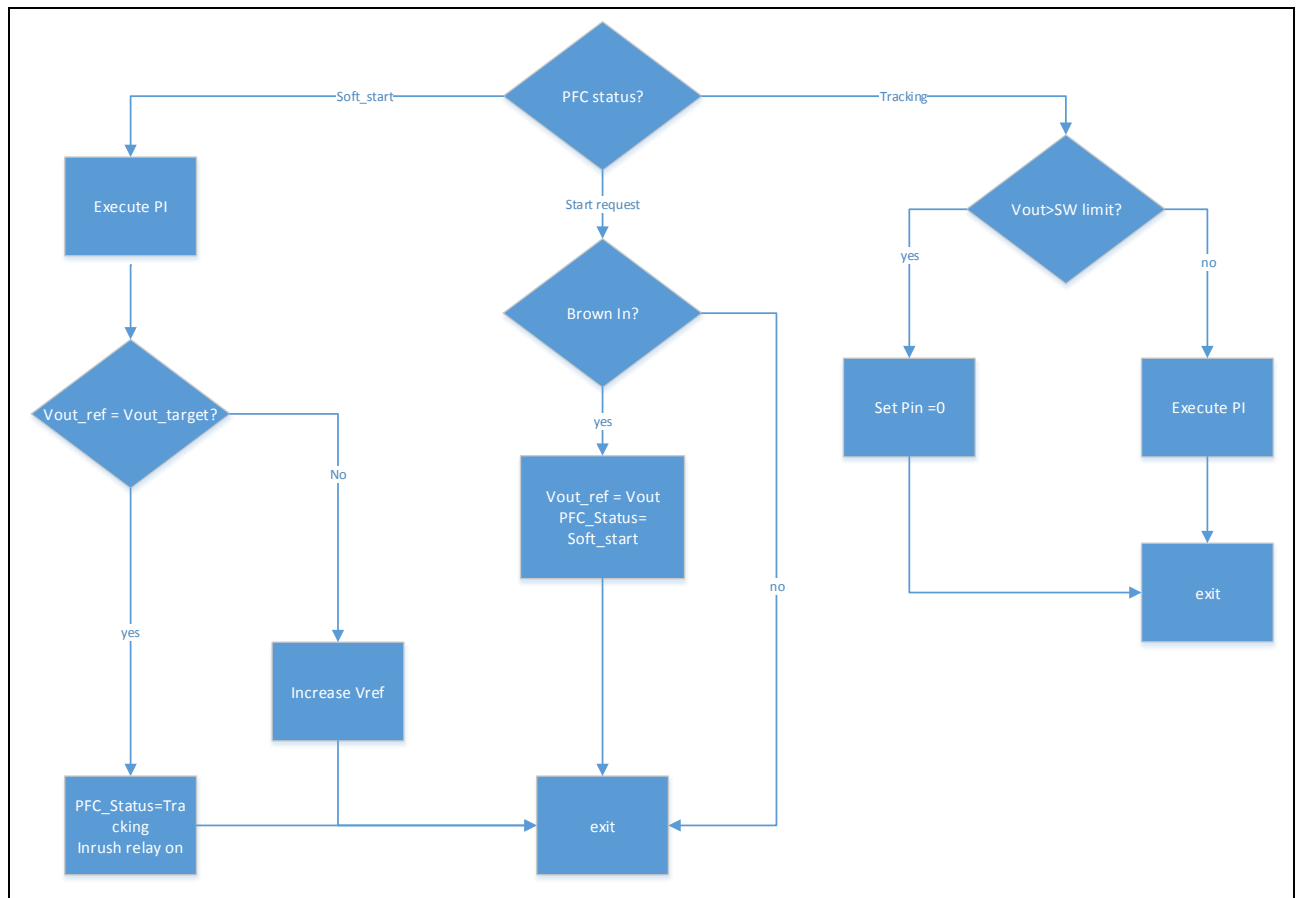 PFC status?
Soft_start
Tracking
Execute PI
Start request
Vout>SW limit?
yes
no
Brown In?
Set Pin =0
Execute PI
Vout_ref = Vout_target?
yes
No
Vout_ref = Vout
PFC_Status=
Soft_start
no
exit
yes
Increase Vref
PFC_Status=Tra
cking
Inrush relay on
exit